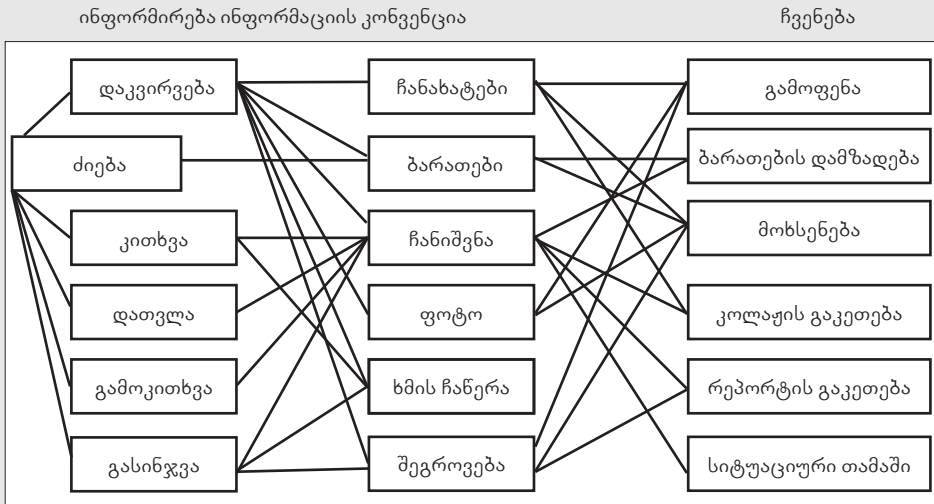 ინფორმირება ინფორმაციის კონვენცია
ჩვენება
დაკვირვება
ჩანახატები
გამოფენა
ძიება
ბარათები
ბარათების დამზადება
კითხვა
ჩანიშვნა
მოხსენება
დათვლა
ფოტო
კოლაჟის გაკეთება
გამოკითხვა
ხმის ჩაწერა
რეპორტის გაკეთება
გასინჯვა
შეგროვება
სიტუაციური თამაში